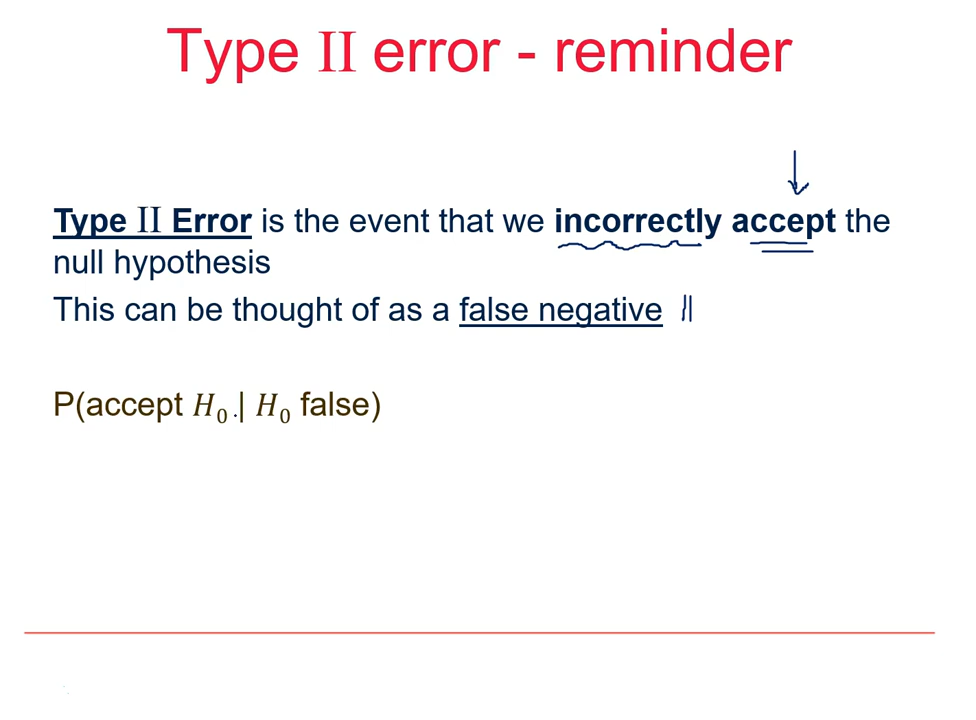 Type II error - reminder
Type II Error is the event that we incorrectly accept the
null hypothesis
This can be thought of as a false negative
P(accept H₀ | H₀ false)